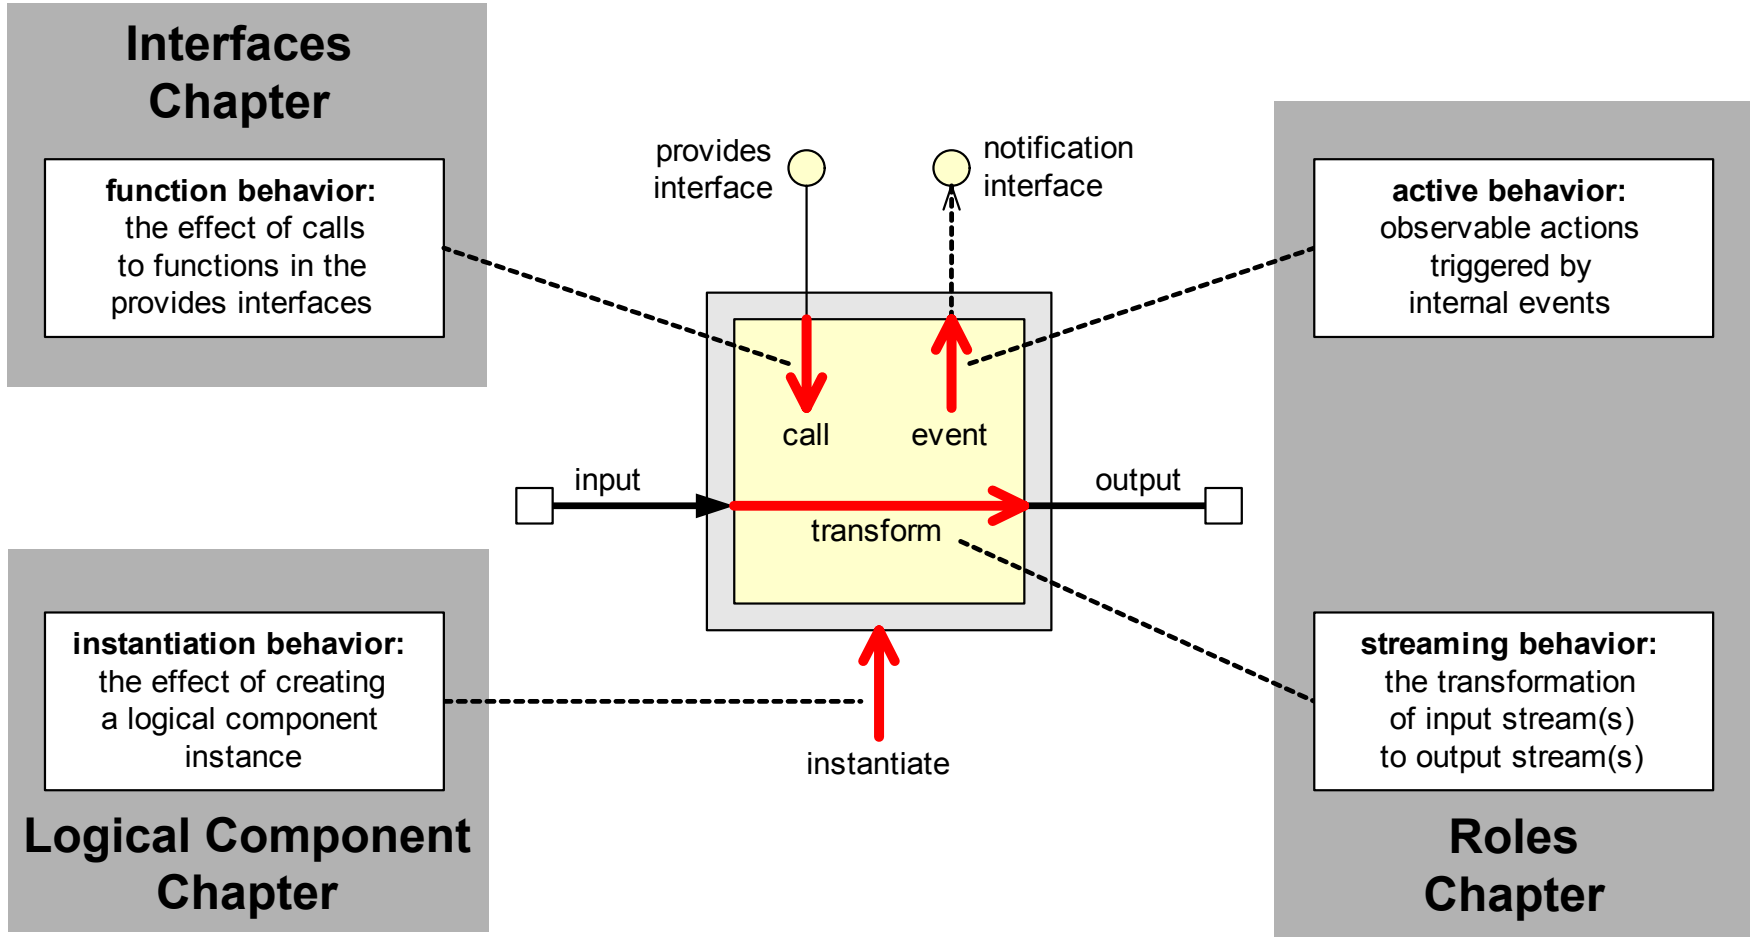 Interfaces
Chapter
function behavior:
the effect of calls
to functions in the
provides interfaces
provides
interface
notification
interface
active behavior:
observable actions
triggered by
internal events
call
event
input
output
transform
instantiation behavior:
the effect of creating
a logical component
instance
instantiate
streaming behavior:
the transformation
of input stream(s)
to output stream(s)
Logical Component
Chapter
Roles
Chapter